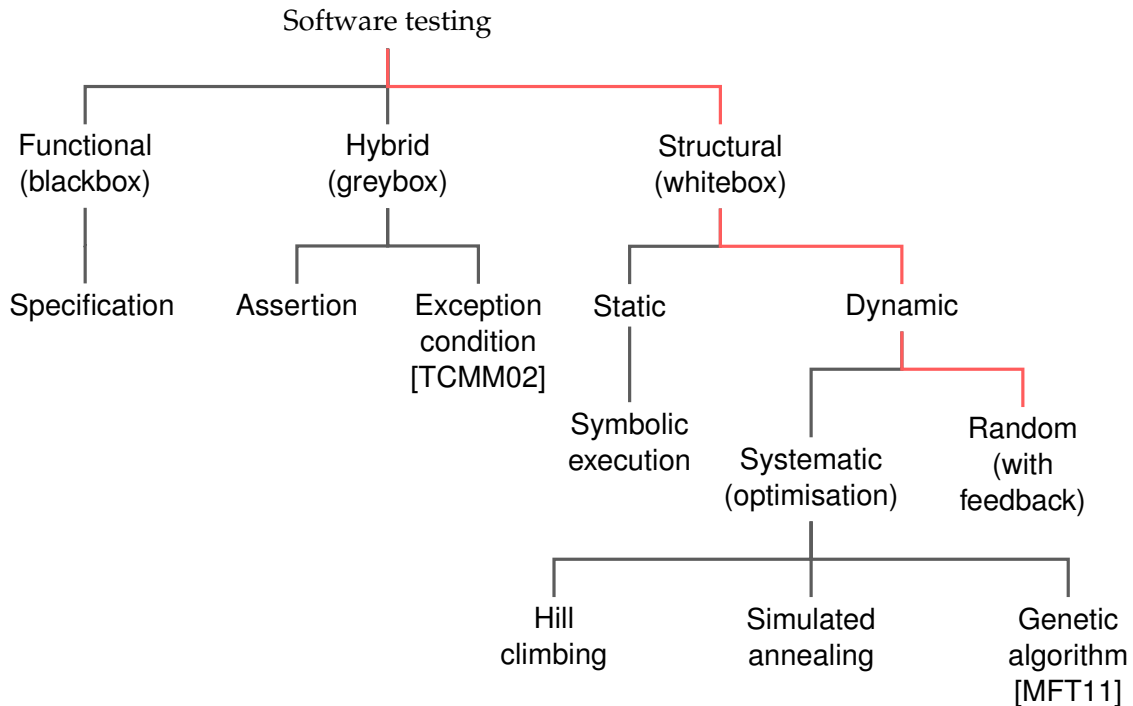 Software testing
Functional
(blackbox)
Hybrid
(greybox)
Structural
(whitebox)
Specification
Assertion
Exception
condition
[TCMM02]
Static
Dynamic
Symbolic
execution
Systematic
(optimisation)
Random
(with
feedback)
Hill
climbing
Simulated
annealing
Genetic
algorithm
[MFT11]